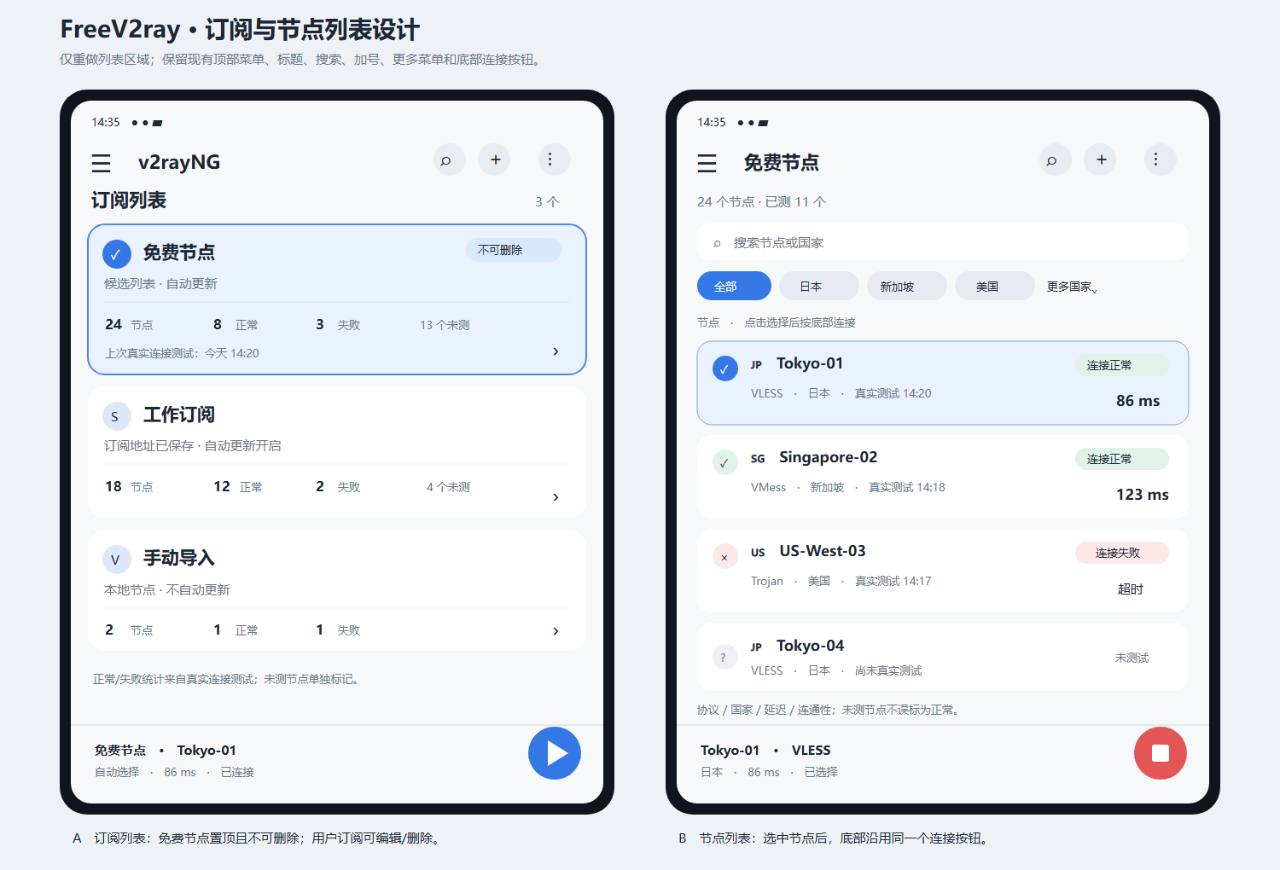 FreeV2ray • 订阅与节点列表设计
仅重做列表区域；保留现有顶部菜单、标题、搜索、加号、更多菜单和底部连接按钮。
14:35
v2rayNG
订阅列表 3 个
✓ 免费节点 不可删除
候选列表 · 自动更新
24 节点 8 正常 3 失败 13 个未测
上次真实连接测试：今天 14:20
S 工作订阅
订阅地址已保存 · 自动更新开启
18 节点 12 正常 2 失败 4 个未测
V 手动导入
本地节点 · 不自动更新
2 节点 1 正常 1 失败
正常/失败统计来自真实连接测试；未测节点单独标记。
免费节点 • Tokyo-01
自动选择 · 86 ms · 已连接
A 订阅列表：免费节点置顶且不可删除；用户订阅可编辑/删除。
14:35
免费节点
24 个节点 · 已测 11 个
搜索节点或国家
全部 日本 新加坡 美国 更多国家
节点 · 点击选择后按底部连接
✓ JP Tokyo-01 连接正常
VLESS · 日本 · 真实测试 14:20
86 ms
✓ SG Singapore-02 连接正常
VMess · 新加坡 · 真实测试 14:18
123 ms
× US US-West-03 连接失败
Trojan · 美国 · 真实测试 14:17
超时
? JP Tokyo-04
未测试
VLESS · 日本 · 尚未真实测试
协议 / 国家 / 延迟 / 连通性；未测节点不误标为正常。
Tokyo-01 • VLESS
日本 · 86 ms · 已选择
B 节点列表：选中节点后，底部沿用同一个连接按钮。